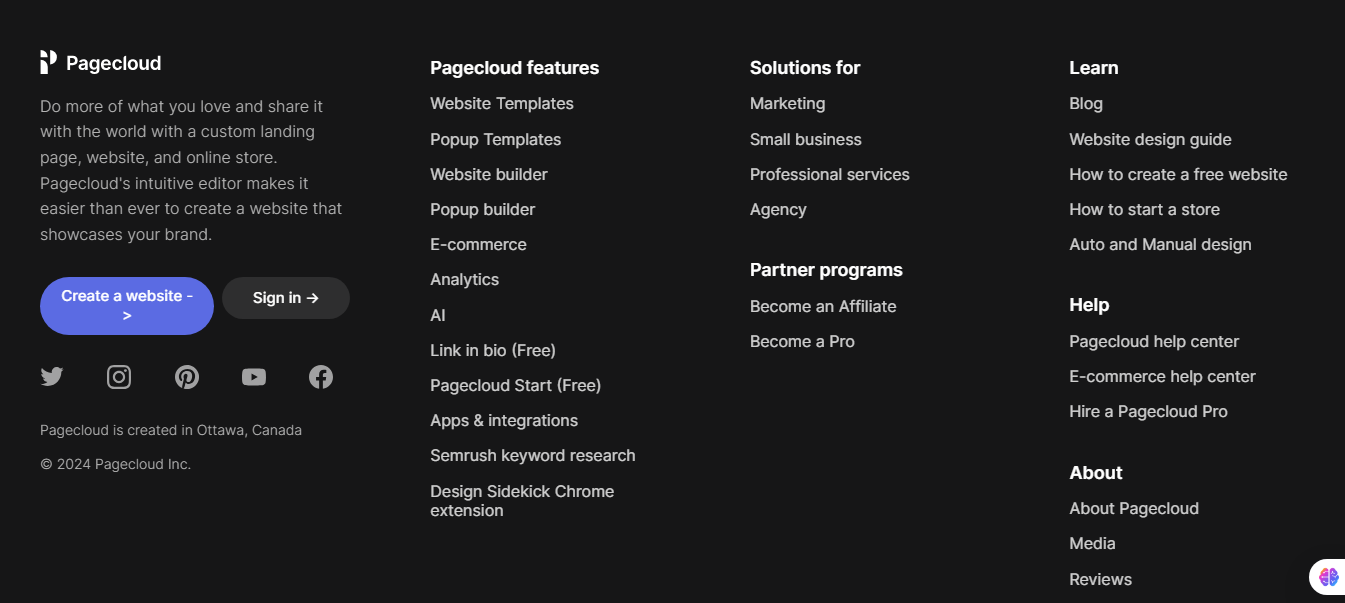 Pagecloud
Do more of what you love and share it
with the world with a custom landing
page, website, and online store.
Pagecloud's intuitive editor makes it
easier than ever to create a website that
showcases your brand.
Create a website -
>
Sign in →
Pagecloud is created in Ottawa, Canada
© 2024 Pagecloud Inc.
Pagecloud features
Website Templates
Popup Templates
Website builder
Popup builder
E-commerce
Analytics
AI
Link in bio (Free)
Pagecloud Start (Free)
Apps & integrations
Semrush keyword research
Design Sidekick Chrome
extension
Solutions for
Marketing
Small business
Professional services
Agency
Partner programs
Become an Affiliate
Become a Pro
Learn
Blog
Website design guide
How to create a free website
How to start a store
Auto and Manual design
Help
Pagecloud help center
E-commerce help center
Hire a Pagecloud Pro
About
About Pagecloud
Media
Reviews